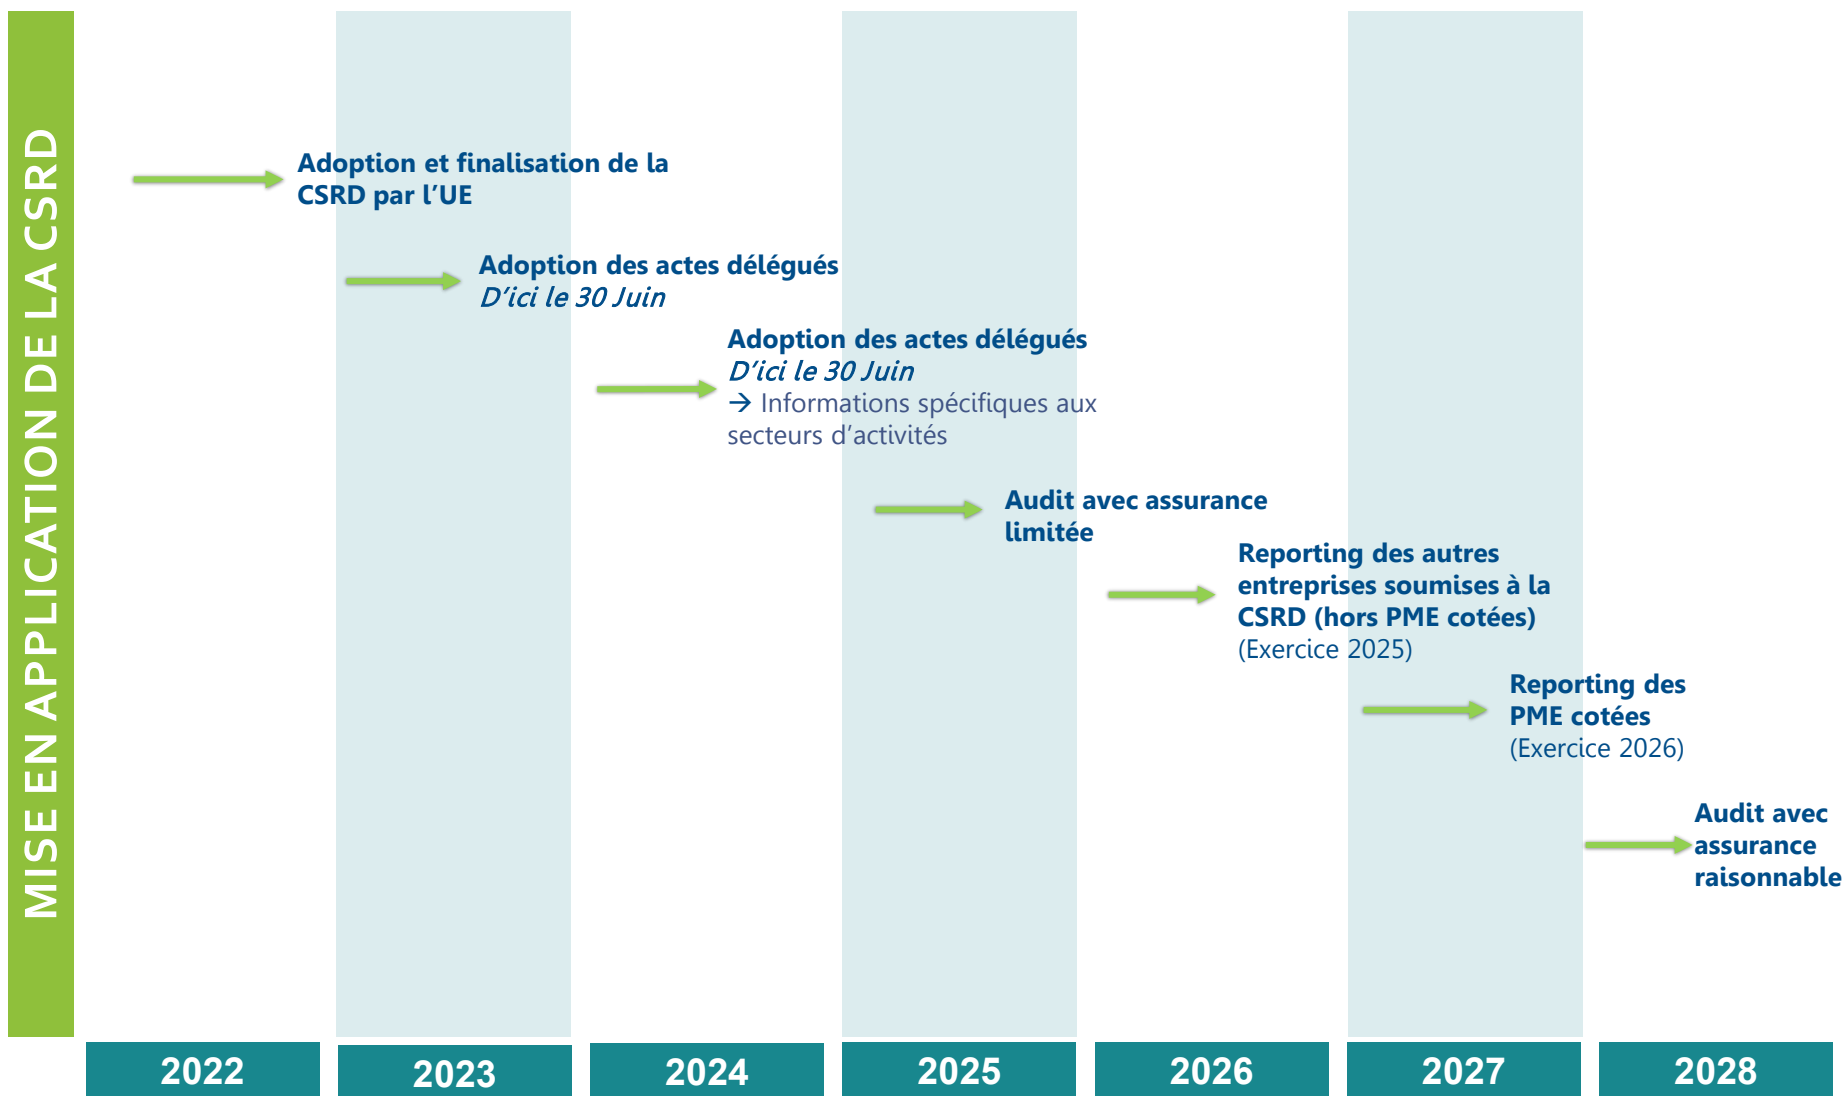 MISE EN APPLICATION DE LA CSRD
Adoption et finalisation de la
CSRD par l’UE
Adoption des actes délégués
D’ici le 30 Juin
Adoption des actes délégués
D’ici le 30 Juin
→ Informations spécifiques aux
secteurs d’activités
Audit avec assurance
limitée
Reporting des autres
entreprises soumises à la
CSRD (hors PME cotées)
(Exercice 2025)
Reporting des
PME cotées
(Exercice 2026)
Audit avec
assurance
raisonnable
2022
2023
2024
2025
2026
2027
2028